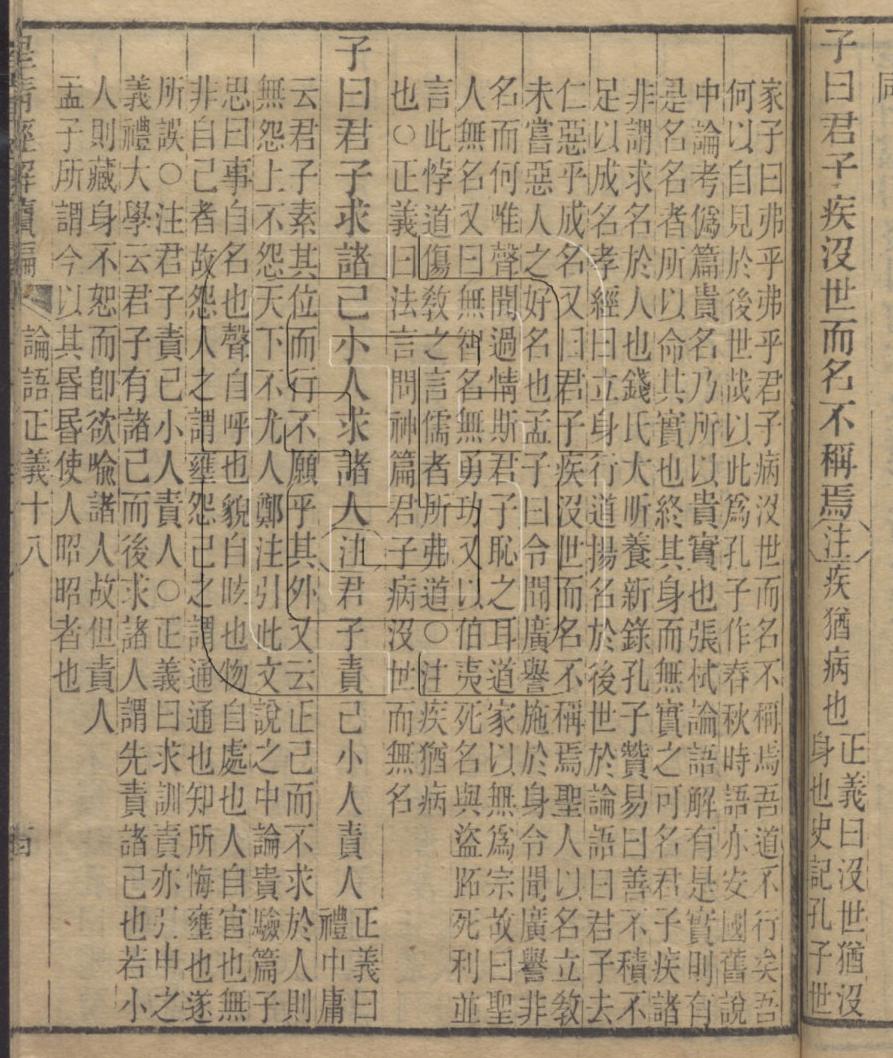 同
子曰君子疾沒世而名不稱焉注疾猶病也正義曰沒世猶沒
身也史記孔子世
家子曰弗乎弗乎君子病沒世而名不稱焉吾道不行矣吾
何以自見於後世哉以此爲孔子作春秋時語亦安國舊說
中論考僞篇貴名乃所以貴實也張栻論語解有是實則有
是名名者所以命其實也終其身而無實之可名君子疾諸
非謂求名於人也錢氏大昕養新錄孔子贊易曰善不積不
足以成名孝經曰立身行道揚名於後世於論語曰君子去
仁惡乎成名又曰君子疾沒世而名不稱焉聖人以名立敎
未嘗惡人之好名也孟子曰令聞廣譽施於身令聞廣譽非
名而何唯聲聞過情斯君子恥之耳道家以無爲宗故曰聖
人無名又曰無智名無勇功又以伯夷死名與盜跖死利並
言此悖道傷敎之言儒者所弗道○注疾猶病
也○正義曰法言問神篇君子病沒世而無名
子曰君子求諸己小人求諸人注君子責己小人責人正義曰
禮中庸
云君子素其位而行不願乎其外又云正己而不求於人則
無怨上不怨天下不尤人鄭注引此文說之中論貴驗篇子
思曰事自名也聲自呼也貌自眩也物自處也人自官也無
非自己者故怨人之謂壅怨己之謂通通也知所悔壅也遂
所誤○注君子責己小人責人○正義曰求訓責亦引申之
義禮大學云君子有諸己而後求諸人謂先責諸己也若小
人則藏身不恕而卽欲喻諸人故但責人
孟子所謂今以其昬昬使人昭昭者也
論語正義十八
皇淸經解續編